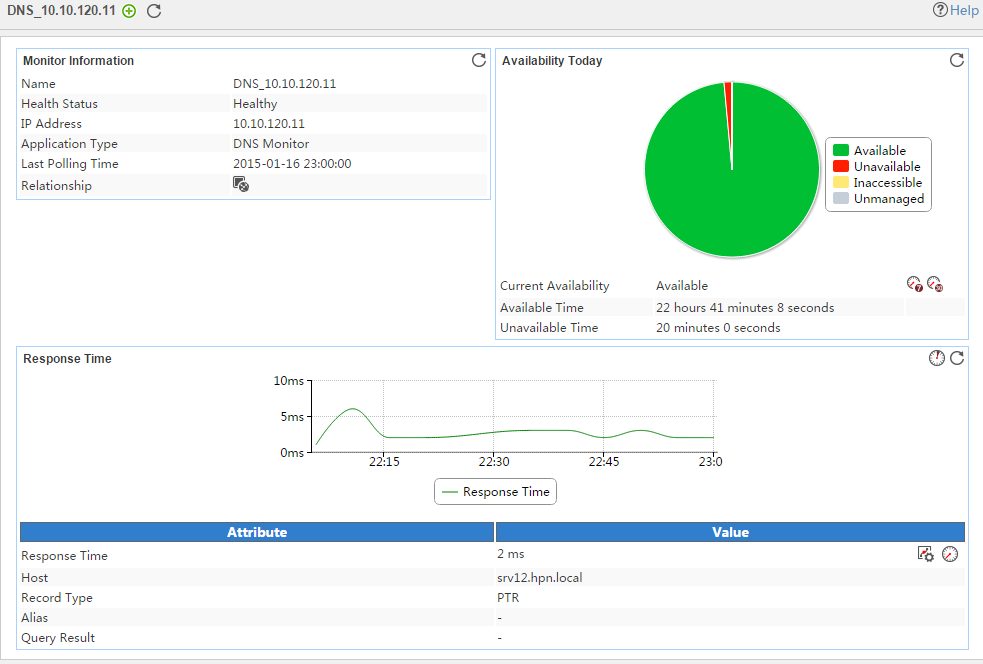 DNS_10.10.120.11
Help
Monitor Information
Name DNS_10.10.120.11
Health Status Healthy
IP Address 10.10.120.11
Application Type DNS Monitor
Last Polling Time 2015-01-16 23:00:00
Relationship
Availability Today
Available
Unavailable
Inaccessible
Unmanaged
Current Availability Available
Available Time 22 hours 41 minutes 8 seconds
Unavailable Time 20 minutes 0 seconds
Response Time
10ms
5ms
0ms
22:15 22:30 22:45 23:0
Response Time
Attribute Value
Response Time 2 ms
Host srv12.hpn.local
Record Type PTR
Alias -
Query Result -